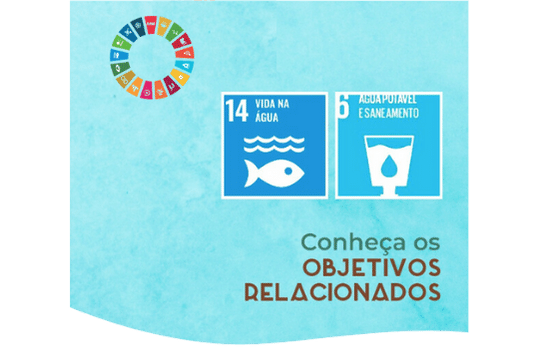 14 VIDA NA
ÁGUA
6 ÁGUA POTÁVEL
E SANEAMENTO
Conheça os
OBJETIVOS
RELACIONADOS